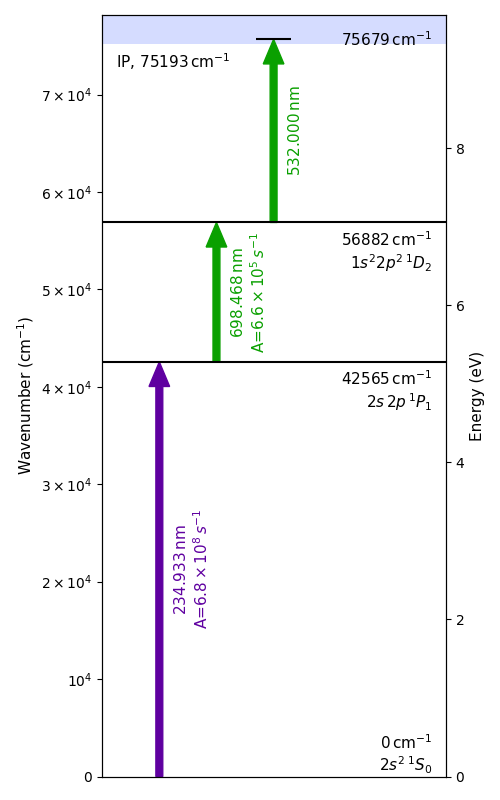 75679 cm⁻¹
IP, 75193 cm⁻¹
532.000 nm
56882 cm⁻¹
1s²2p² ¹D₂
698.468 nm
A=6.6 × 10⁵ s⁻¹
42565 cm⁻¹
2s 2p ¹P₁
234.933 nm
A=6.8 × 10⁸ s⁻¹
0 cm⁻¹
2s² ¹S₀
Wavenumber (cm⁻¹)
7 × 10⁴
6 × 10⁴
5 × 10⁴
4 × 10⁴
3 × 10⁴
2 × 10⁴
10⁴
0
Energy (eV)
8
6
4
2
0